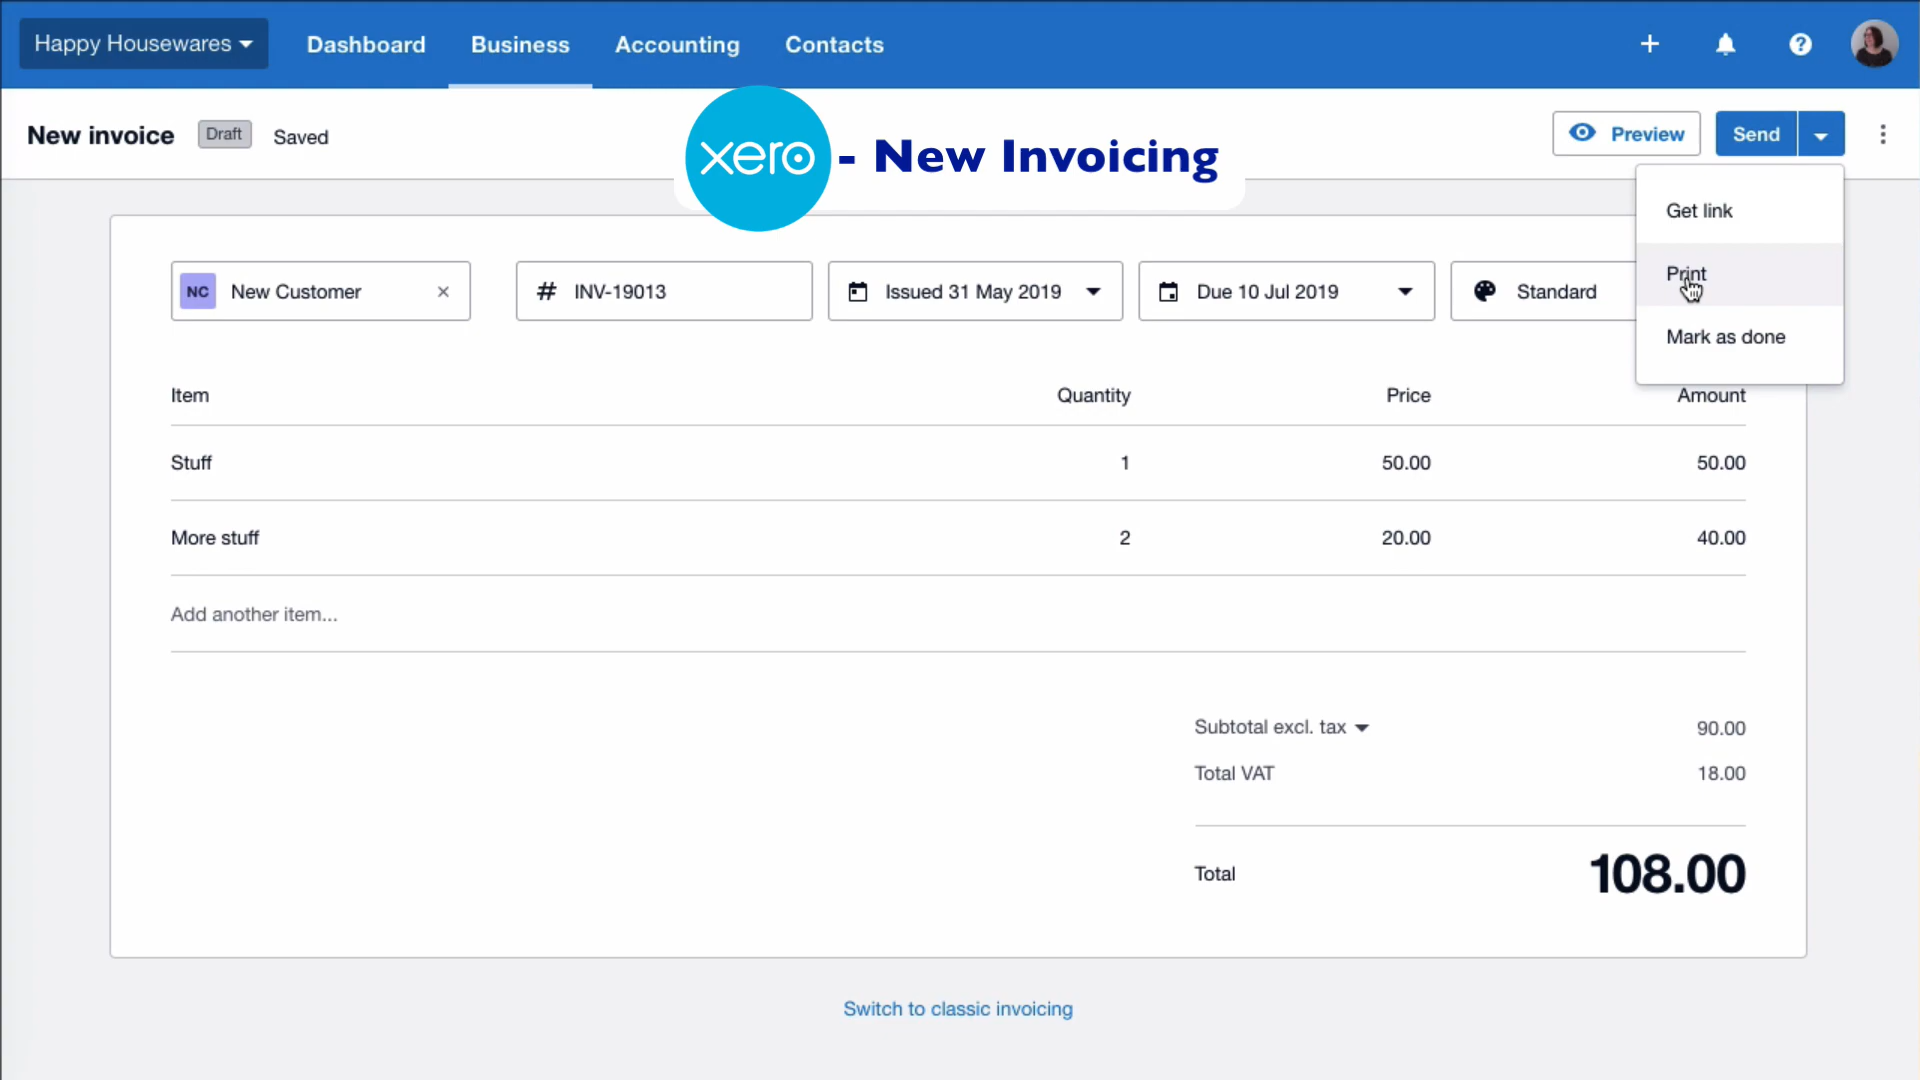 Happy Housewares Dashboard Business Accounting Contacts
New invoice Draft Saved
xero - New Invoicing
Preview Send
Get link
Print
Mark as done
NC New Customer × # INV-19013 Issued 31 May 2019 Due 10 Jul 2019 Standard
Item Quantity Price Amount
Stuff 1 50.00 50.00
More stuff 2 20.00 40.00
Add another item...
Subtotal excl. tax 90.00
Total VAT 18.00
Total 108.00
Switch to classic invoicing